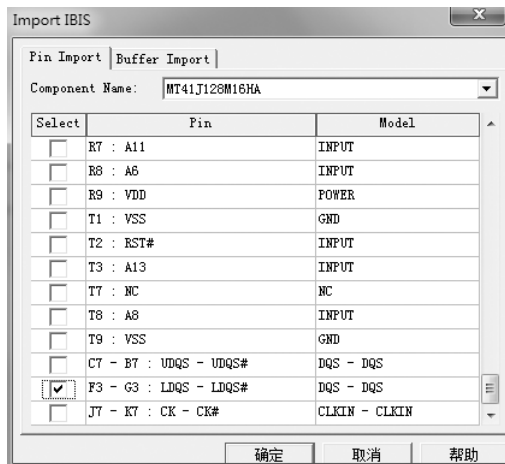 Import IBIS
Pin Import Buffer Import
Component Name: MT41J128M16HA
Select Pin Model
R7 : A11 INPUT
R8 : A6 INPUT
R9 : VDD POWER
T1 : VSS GND
T2 : RST# INPUT
T3 : A13 INPUT
T7 : NC NC
T8 : A8 INPUT
T9 : VSS GND
C7 - B7 : UDQS - UDQS# DQS - DQS
F3 - G3 : LDQS - LDQS# DQS - DQS
J7 - K7 : CK - CK# CLKIN - CLKIN
确定 取消 帮助